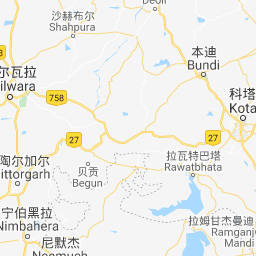 Deoli
沙赫布尔
Shahpura
本迪
Bundi
尔瓦拉
ilwara
758
科塔
Kota
27
27
陶尔加尔
ittorgarh
贝贡
Begun
拉瓦特巴塔
Rawatbhata
宁伯黑拉
Nimbahera
尼默杰
Neemuch
拉姆甘杰曼迪
Ramganj
Mandi